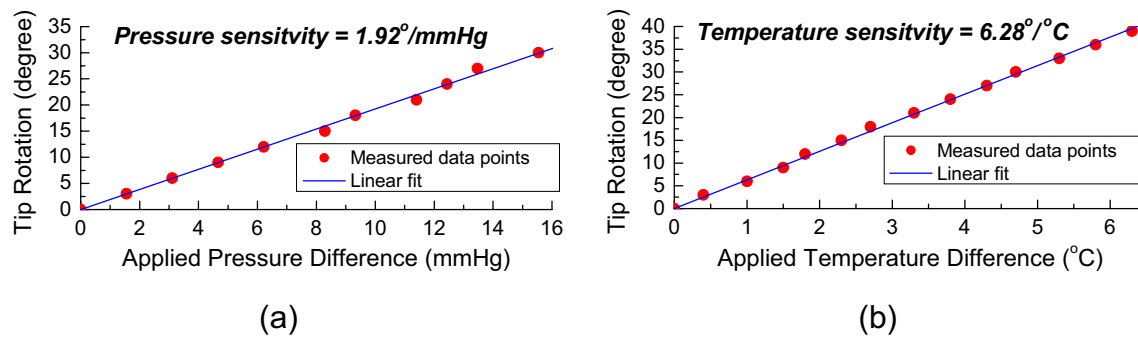 Pressure sensitvity = 1.92°/mmHg
Tip Rotation (degree)
35
30
25
20
15
10
5
0
Measured data points
Linear fit
0 2 4 6 8 10 12 14 16
Applied Pressure Difference (mmHg)
(a)
Temperature sensitvity = 6.28°/°C
Tip Rotation (degree)
40
35
30
25
20
15
10
5
0
Measured data points
Linear fit
0 1 2 3 4 5 6
Applied Temperature Difference (°C)
(b)